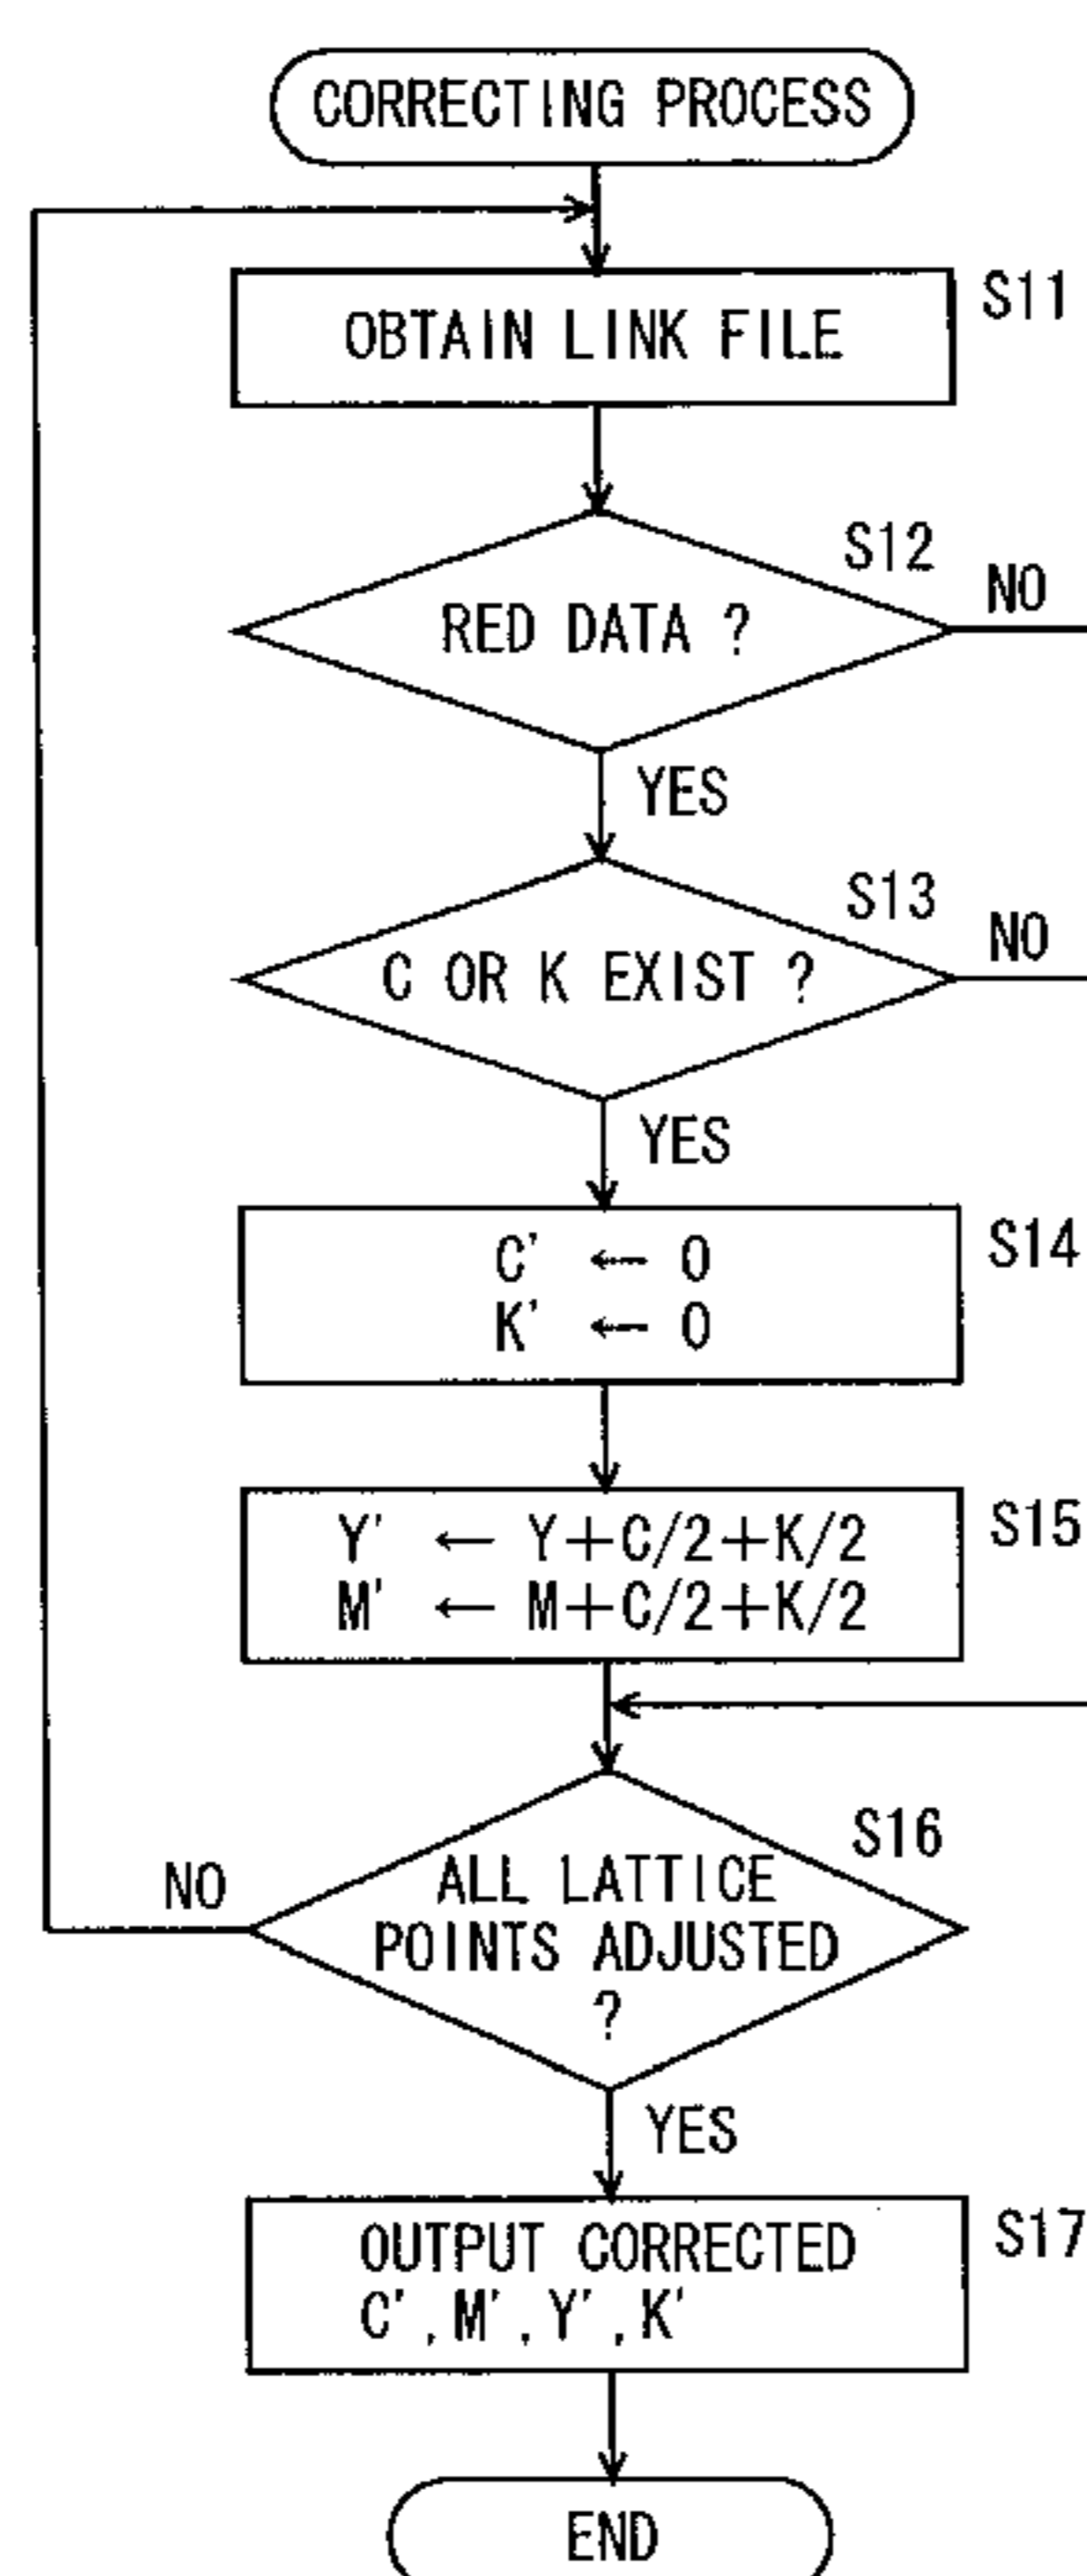 CORRECTING PROCESS
S11
OBTAIN LINK FILE
S12
NO
RED DATA ?
YES
S13
NO
C OR K EXIST ?
YES
S14
C' ← 0
K' ← 0
S15
Y' ← Y+C/2+K/2
M' ← M+C/2+K/2
S16
NO
ALL LATTICE
POINTS ADJUSTED
?
YES
S17
OUTPUT CORRECTED
C',M',Y',K'
END